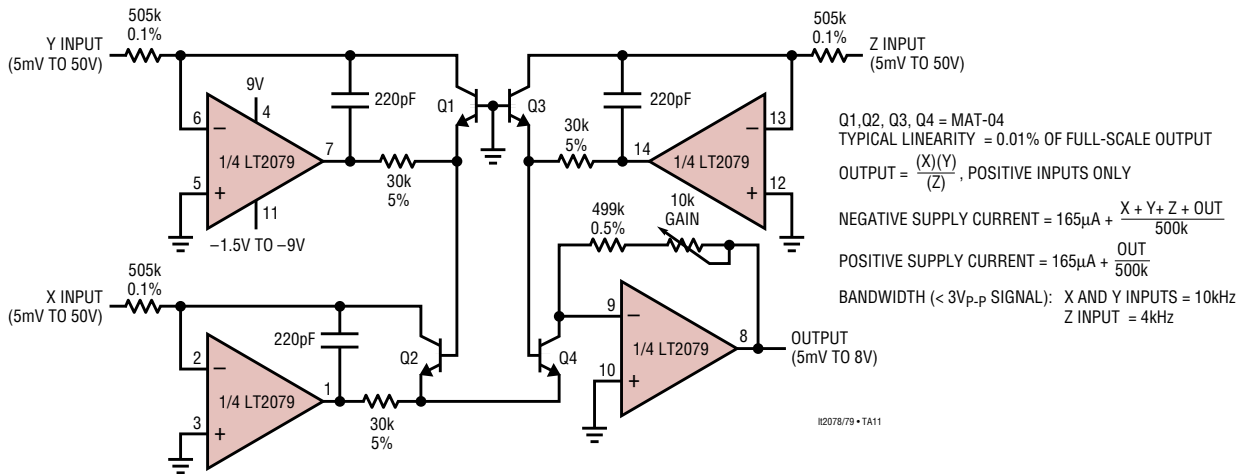 505k
0.1%
Y INPUT
(5mV TO 50V)
9V
4
6
−
1/4 LT2079
7
5
+
11
−1.5V TO −9V
220pF
30k
5%
Q1
Q3
505k
0.1%
Z INPUT
(5mV TO 50V)
220pF
30k
5%
14
13
−
1/4 LT2079
12
+
505k
0.1%
X INPUT
(5mV TO 50V)
2
−
1/4 LT2079
1
3
+
220pF
30k
5%
Q2
Q4
499k
0.5%
10k
GAIN
9
−
1/4 LT2079
8
10
+
OUTPUT
(5mV TO 8V)
Q1,Q2, Q3, Q4 = MAT-04
TYPICAL LINEARITY = 0.01% OF FULL-SCALE OUTPUT
OUTPUT = (X)(Y)
(Z) , POSITIVE INPUTS ONLY
NEGATIVE SUPPLY CURRENT = 165µA + X + Y+ Z + OUT
500k
POSITIVE SUPPLY CURRENT = 165µA + OUT
500k
BANDWIDTH (< 3VP-P SIGNAL): X AND Y INPUTS = 10kHz
Z INPUT = 4kHz
lt2078/79 • TA11